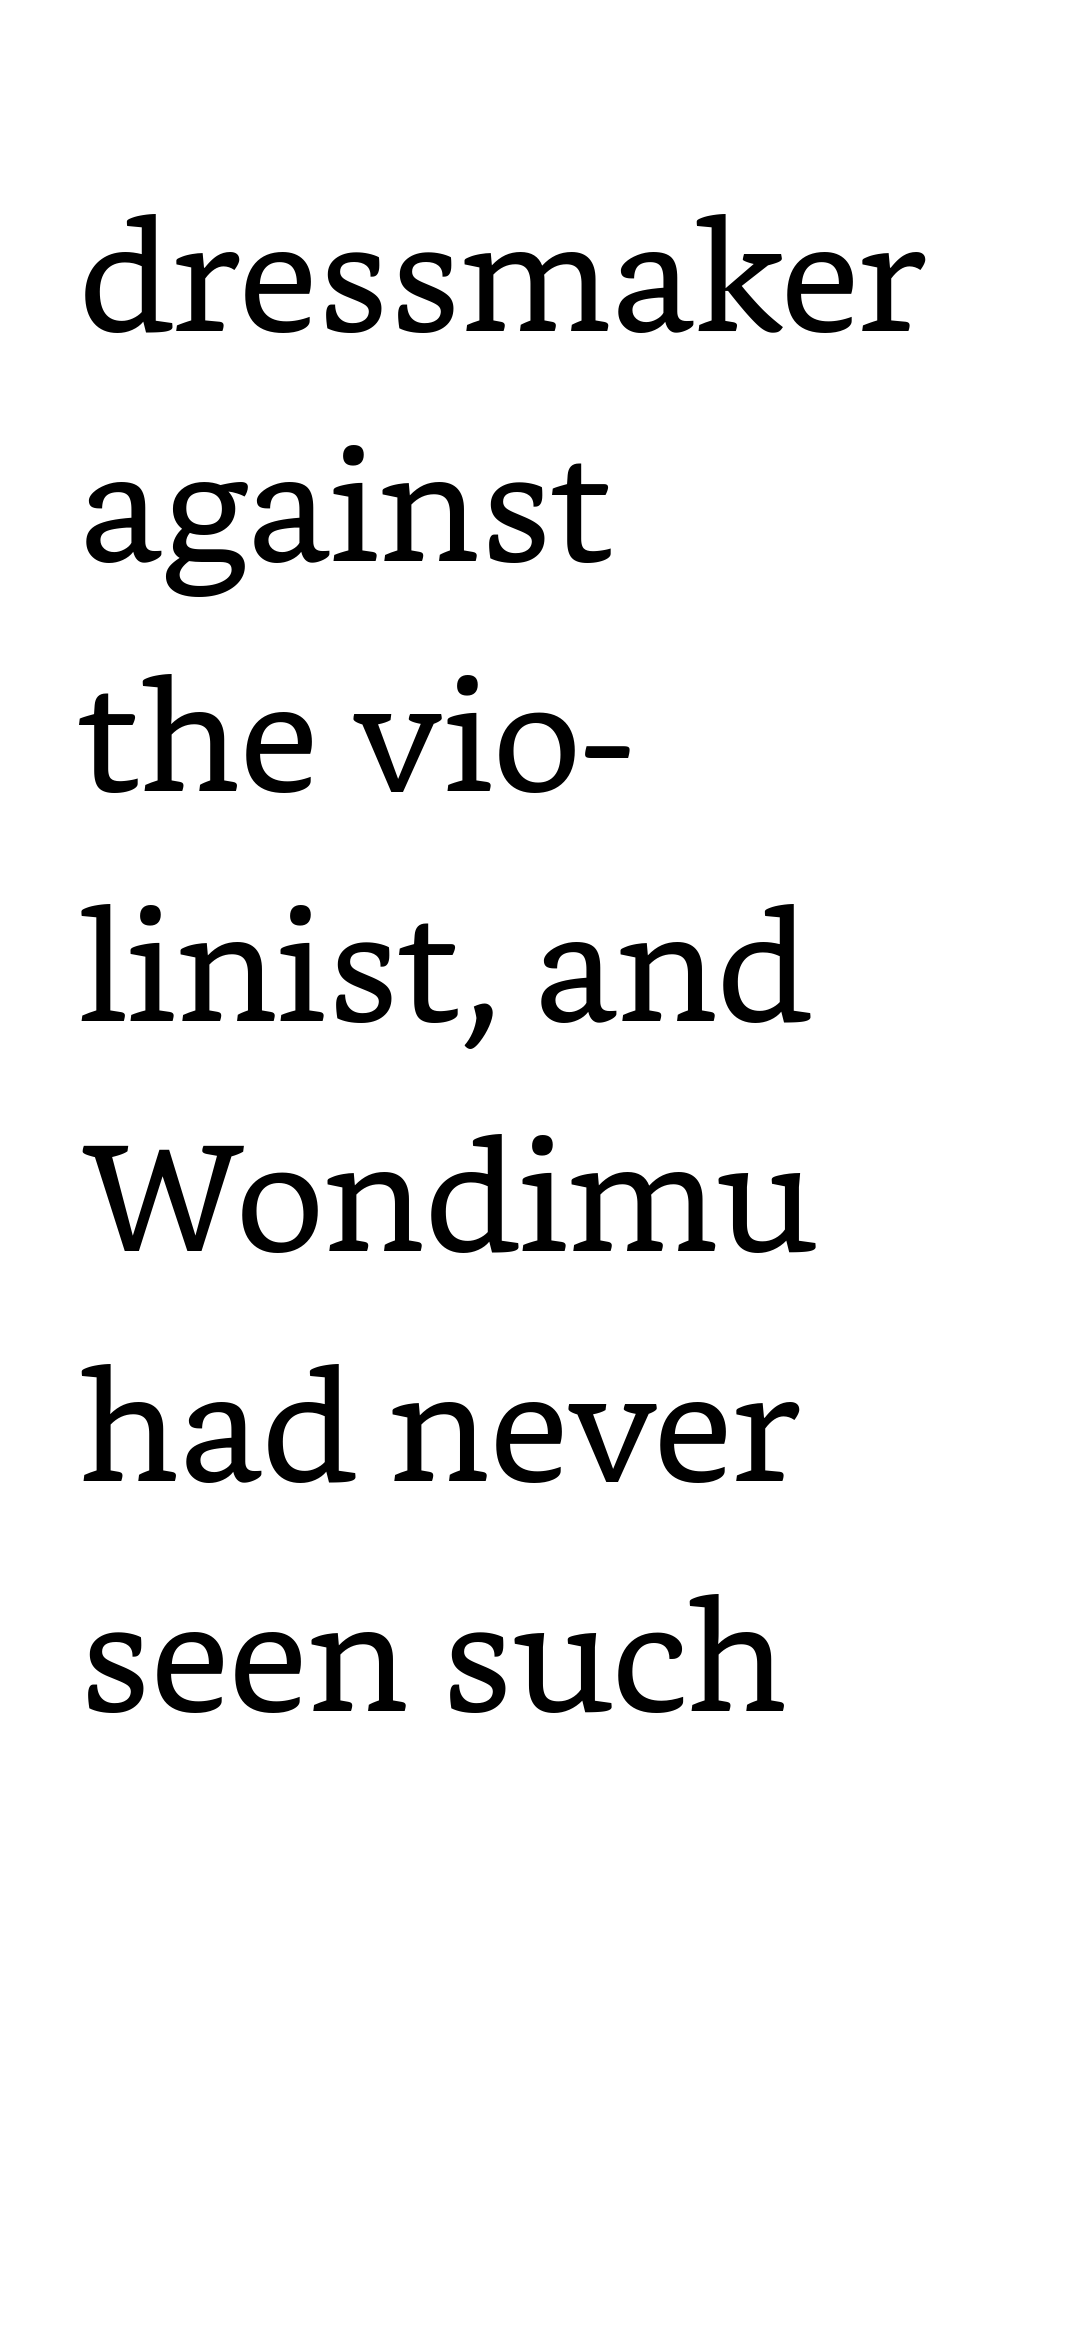 dressmaker
against
the vio-
linist, and
Wondimu
had never
seen such